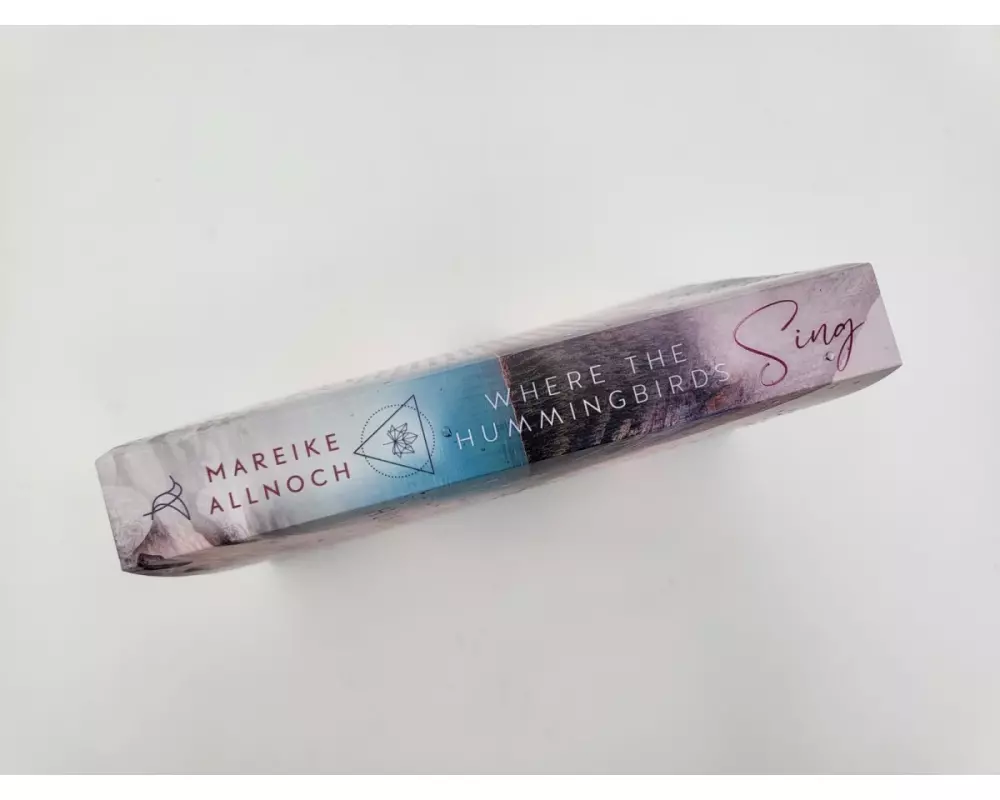 MAREIKE
ALLNOCH
WHERE THE
HUMMINGBIRDS
Sing